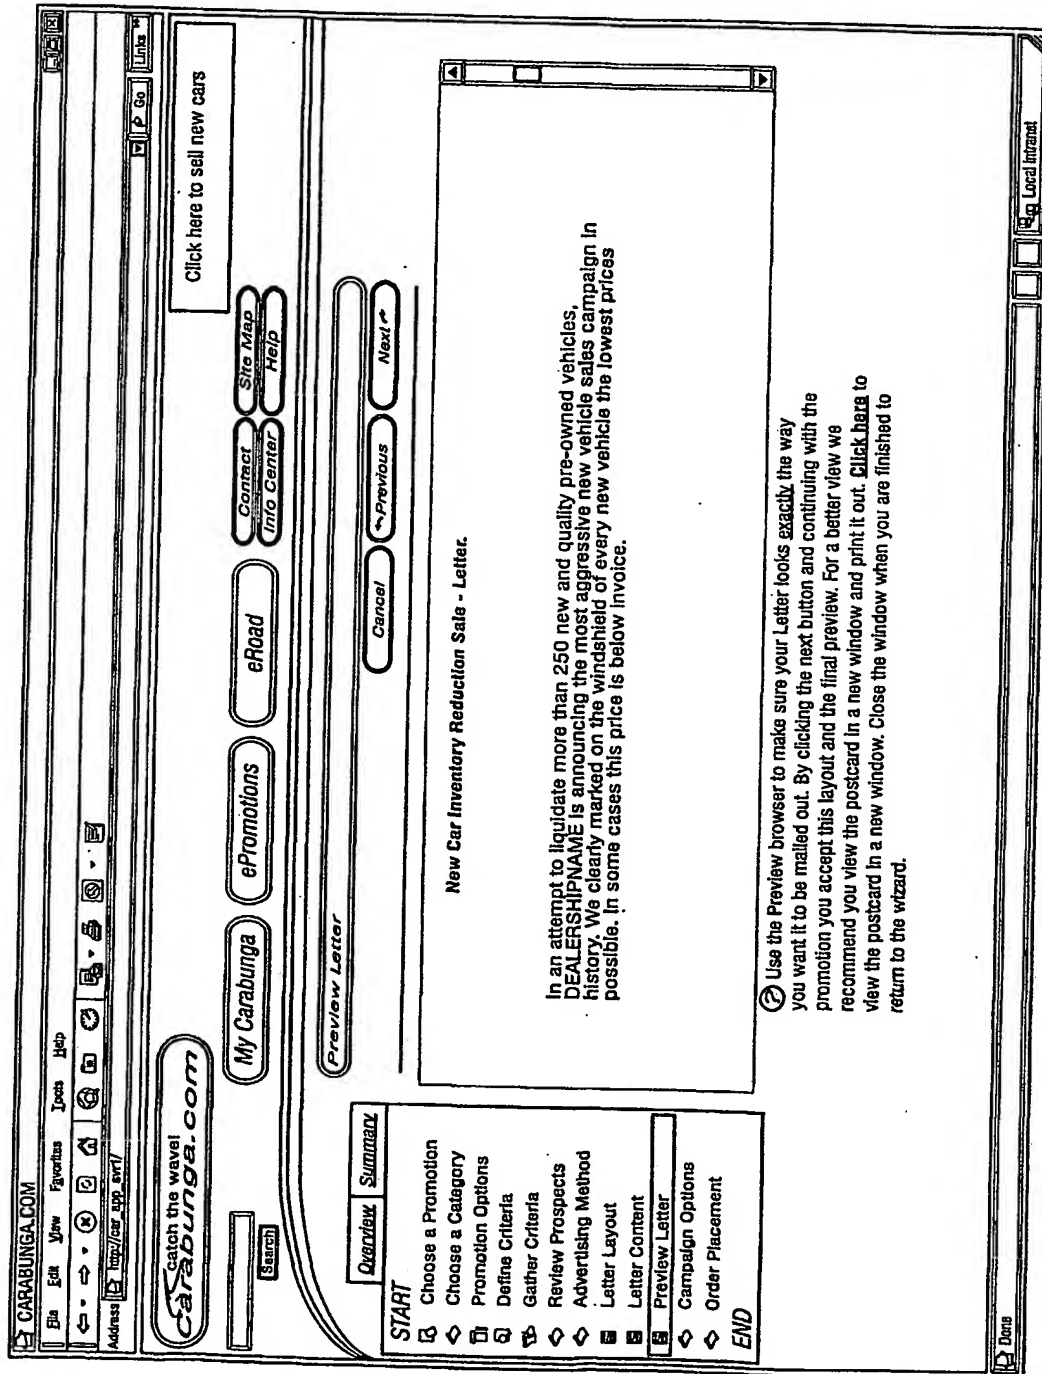 CARABUNGA.COM
File Edit View Favorites Tools Help
Address http://car_app_svr1/
Go Links
catch the wave!
carabunga.com
Click here to sell new cars
My Carabunga
ePromotions
eRoad
Contact
Site Map
Info Center
Help
Search
Preview Letter
Cancel
Previous
Next
Overview Summary
START
Choose a Promotion
Choose a Category
Promotion Options
Define Criteria
Gather Criteria
Review Prospects
Advertising Method
Letter Layout
Letter Content
Preview Letter
Campaign Options
Order Placement
END
New Car Inventory Reduction Sale - Letter.
In an attempt to liquidate more than 250 new and quality pre-owned vehicles,
DEALERSHIPNAME is announcing the most aggressive new vehicle sales campaign in
history. We clearly marked on the windshield of every new vehicle the lowest prices
possible. In some cases this price is below invoice.
? Use the Preview browser to make sure your Letter looks exactly the way
you want it to be mailed out. By clicking the next button and continuing with the
promotion you accept this layout and the final preview. For a better view we
recommend you view the postcard in a new window and print it out. Click here to
view the postcard in a new window. Close the window when you are finished to
return to the wizard.
Done
Local intranet